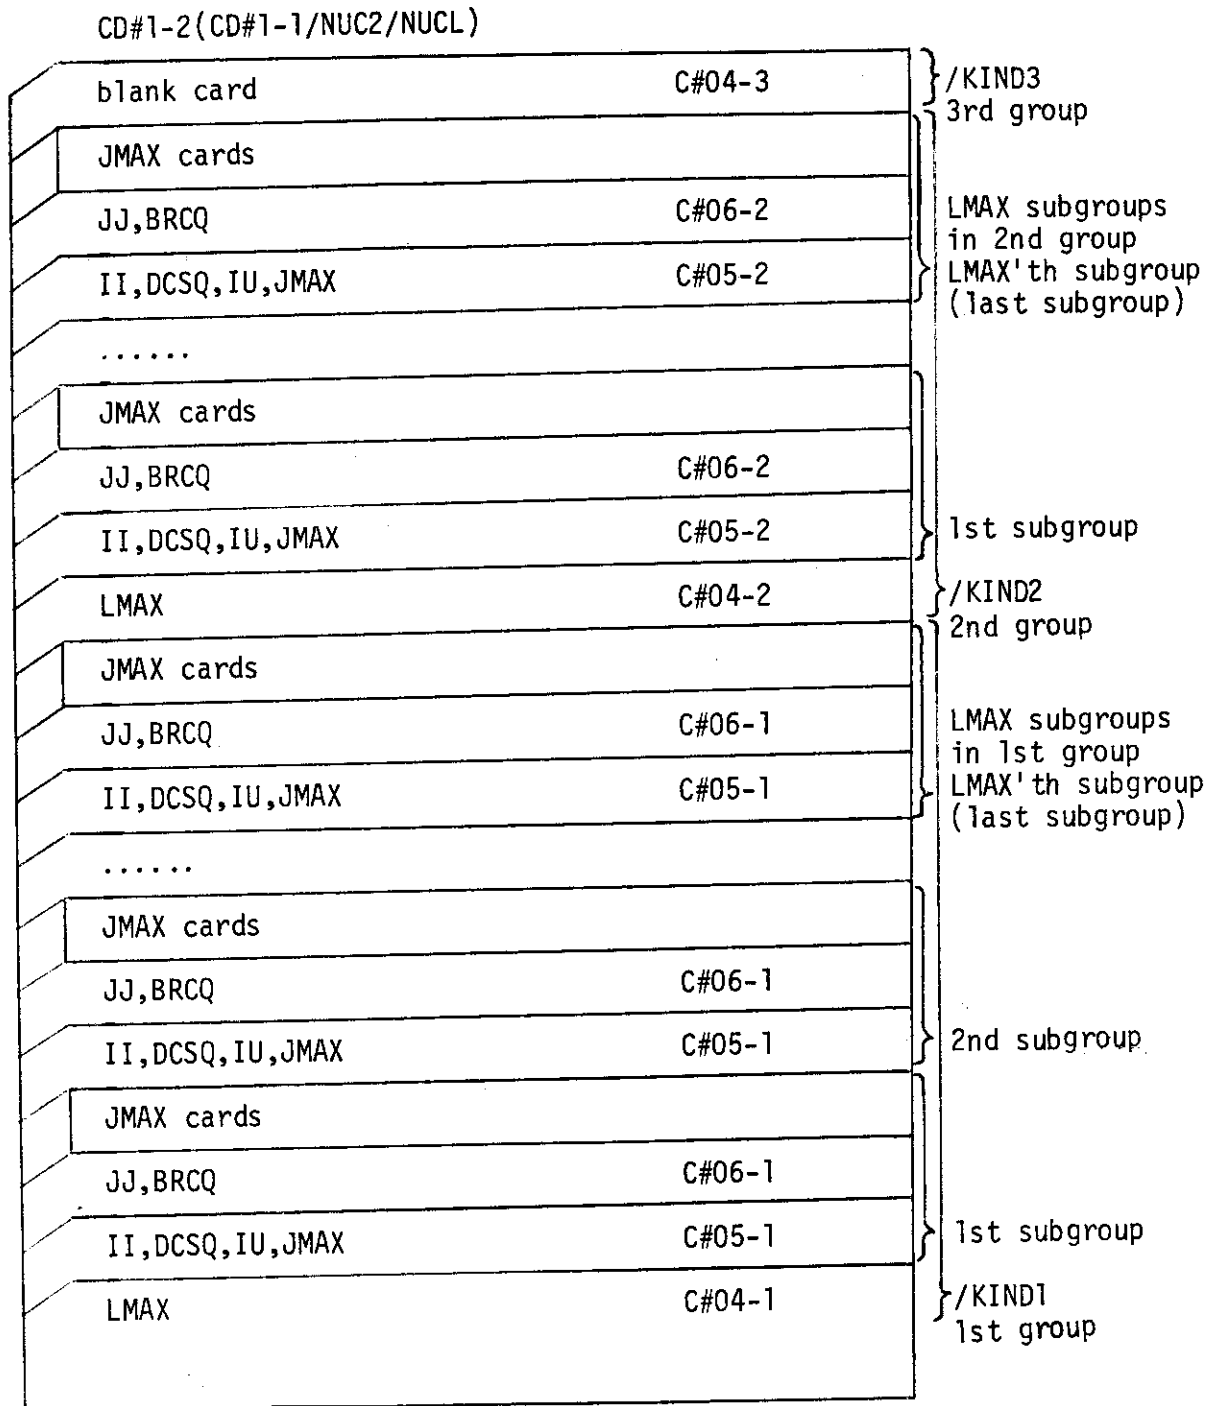 CD#1-2(CD#1-1/NUC2/NUCL)
blank card C#04-3
/KIND3
3rd group
JMAX cards
JJ,BRCQ C#06-2
LMAX subgroups
in 2nd group
II,DCSQ,IU,JMAX C#05-2
LMAX'th subgroup
(last subgroup)
......
JMAX cards
JJ,BRCQ C#06-2
II,DCSQ,IU,JMAX C#05-2
1st subgroup
LMAX C#04-2
/KIND2
2nd group
JMAX cards
JJ,BRCQ C#06-1
LMAX subgroups
in 1st group
II,DCSQ,IU,JMAX C#05-1
LMAX'th subgroup
(last subgroup)
......
JMAX cards
JJ,BRCQ C#06-1
II,DCSQ,IU,JMAX C#05-1
2nd subgroup
JMAX cards
JJ,BRCQ C#06-1
II,DCSQ,IU,JMAX C#05-1
1st subgroup
LMAX C#04-1
/KIND1
1st group